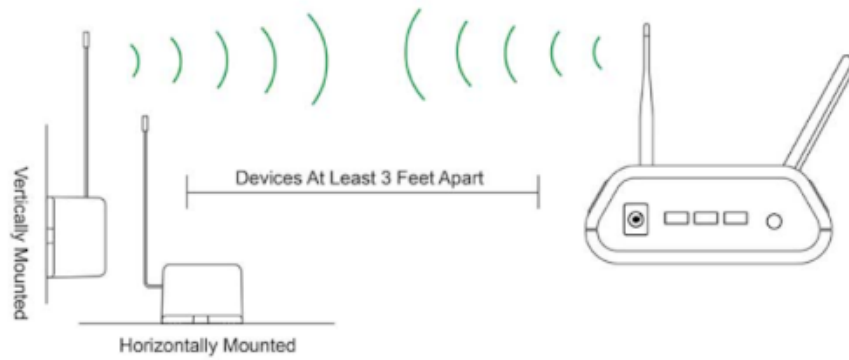 Devices At Least 3 Feet Apart
Vertically Mounted
Horizontally Mounted